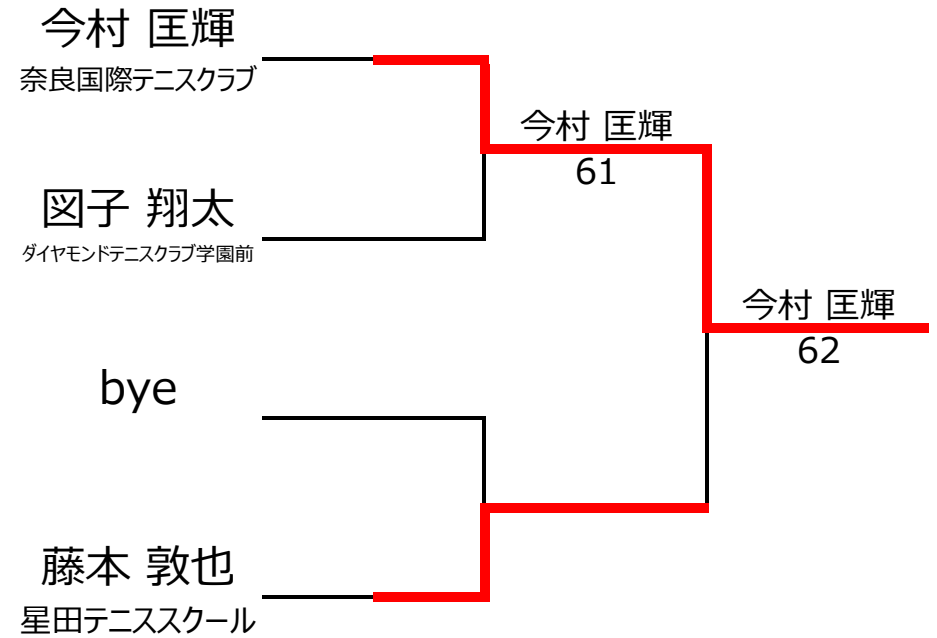 今村 匡輝
奈良国際テニスクラブ
今村 匡輝
61
図子 翔太
ダイヤモンドテニスクラブ学園前
今村 匡輝
62
bye
藤本 敦也
星田テニススクール